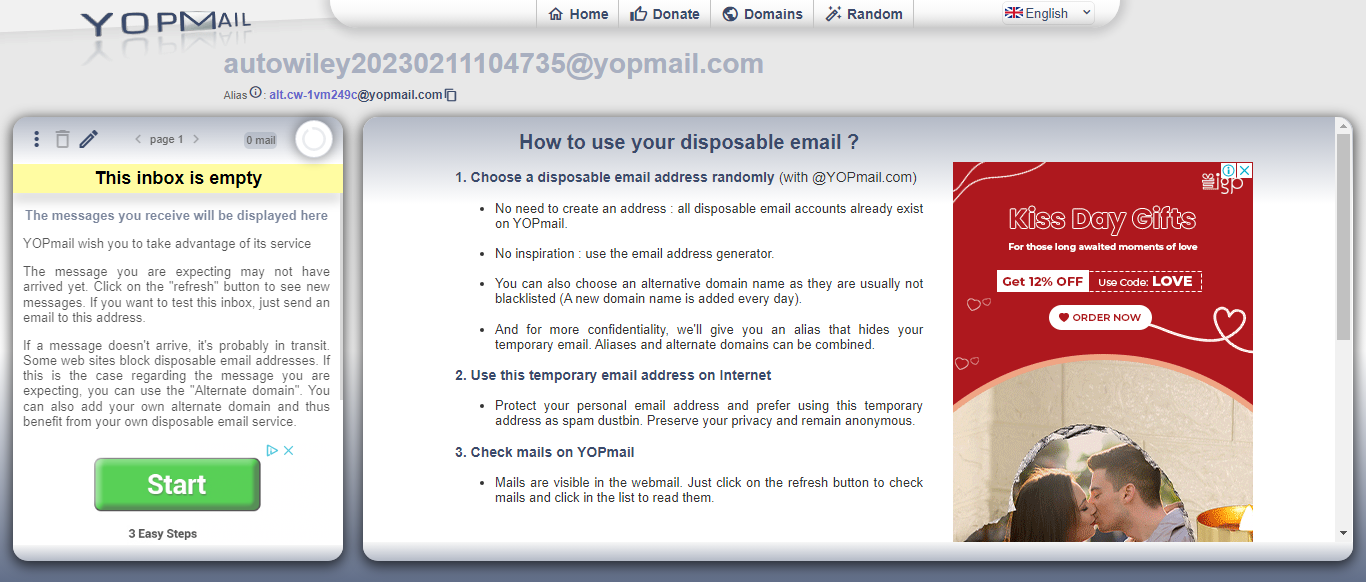 YOPMAIL
Home
Donate
Domains
Random
English
autowiley20230211104735@yopmail.com
Alias : alt.cw-1vm249c@yopmail.com
page 1
0 mail
This inbox is empty
The messages you receive will be displayed here
YOPmail wish you to take advantage of its service
The message you are expecting may not have
arrived yet. Click on the "refresh" button to see new
messages. If you want to test this inbox, just send an
email to this address.
If a message doesn't arrive, it's probably in transit.
Some web sites block disposable email addresses. If
this is the case regarding the message you are
expecting, you can use the "Alternate domain". You
can also add your own alternate domain and thus
benefit from your own disposable email service.
Start
3 Easy Steps
How to use your disposable email ?
1. Choose a disposable email address randomly (with @YOPmail.com)
• No need to create an address : all disposable email accounts already exist
on YOPmail.
• No inspiration : use the email address generator.
• You can also choose an alternative domain name as they are usually not
blacklisted (A new domain name is added every day).
• And for more confidentiality, we'll give you an alias that hides your
temporary email. Aliases and alternate domains can be combined.
2. Use this temporary email address on Internet
• Protect your personal email address and prefer using this temporary
address as spam dustbin. Preserve your privacy and remain anonymous.
3. Check mails on YOPmail
• Mails are visible in the webmail. Just click on the refresh button to check
mails and click in the list to read them.
igp
Kiss Day Gifts
For those long awaited moments of love
Get 12% OFF
Use Code: LOVE
ORDER NOW